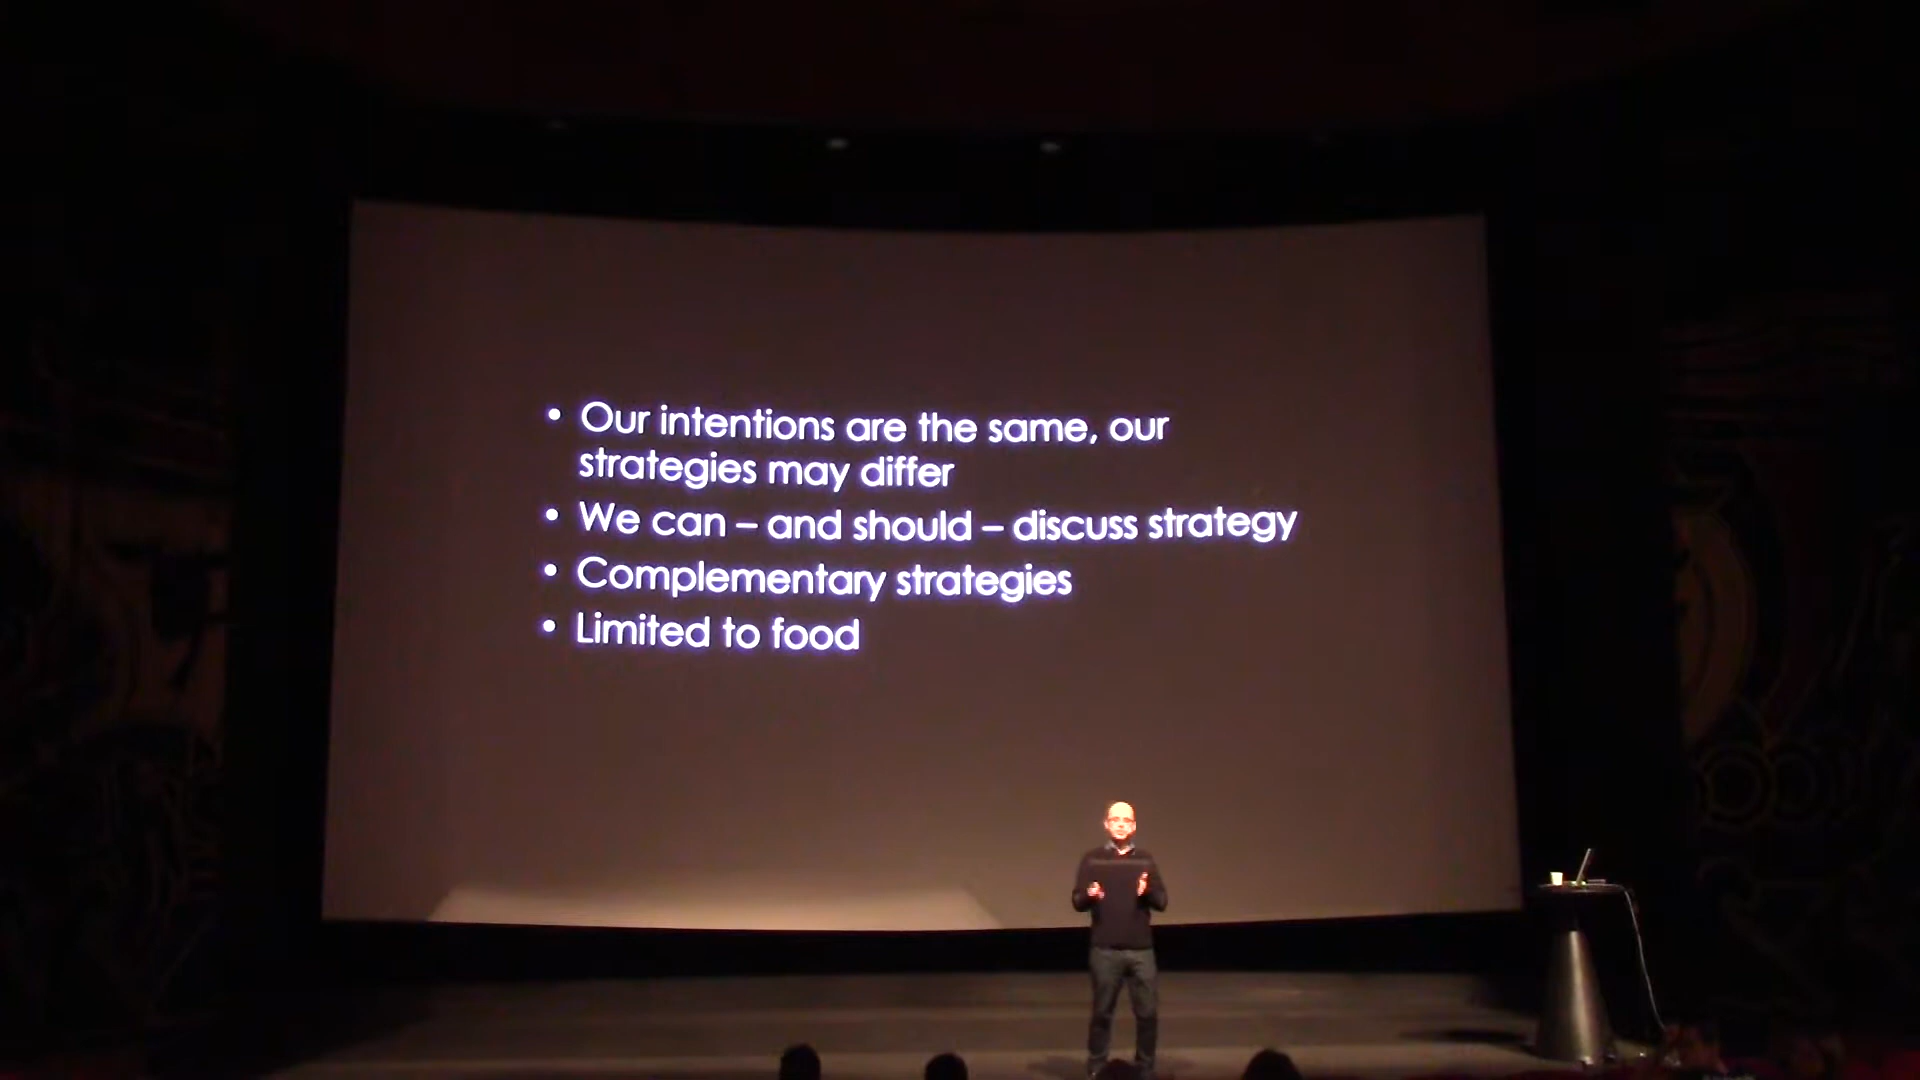 • Our intentions are the same, our
strategies may differ
• We can – and should – discuss strategy
• Complementary strategies
• Limited to food